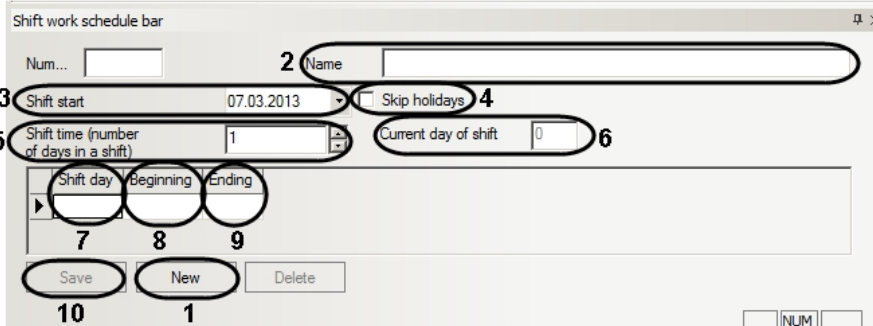 Shift work schedule bar
Num... 2 Name
3 Shift start 07.03.2013 Skip holidays 4
5 Shift time (number of days in a shift) 1 Current day of shift 0 6
Shift day Beginning Ending
7 8 9
Save New Delete
10 1
NUM